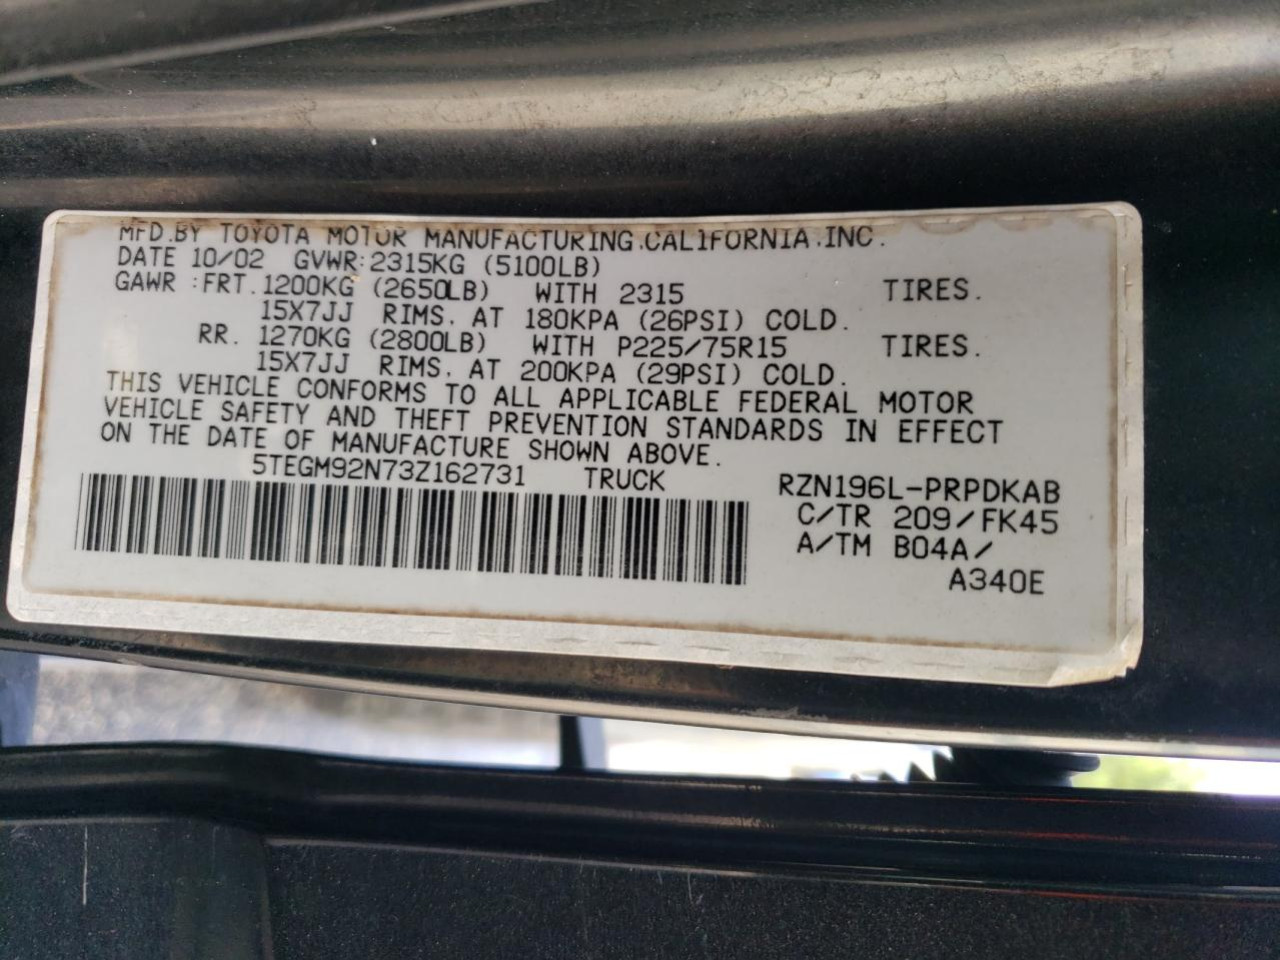 MFD.BY TOYOTA MOTOR MANUFACTURING.CALIFORNIA.INC.
DATE 10/02 GVWR:2315KG (5100LB)
GAWR :FRT.1200KG (2650LB) WITH 2315 TIRES.
15X7JJ RIMS. AT 180KPA (26PSI) COLD.
RR. 1270KG (2800LB) WITH P225/75R15 TIRES.
15X7JJ RIMS. AT 200KPA (29PSI) COLD.
THIS VEHICLE CONFORMS TO ALL APPLICABLE FEDERAL MOTOR
VEHICLE SAFETY AND THEFT PREVENTION STANDARDS IN EFFECT
ON THE DATE OF MANUFACTURE SHOWN ABOVE.
5TEGM92N73Z162731 TRUCK RZN196L-PRPDKAB
C/TR 209/FK45
A/TM B04A/
A340E